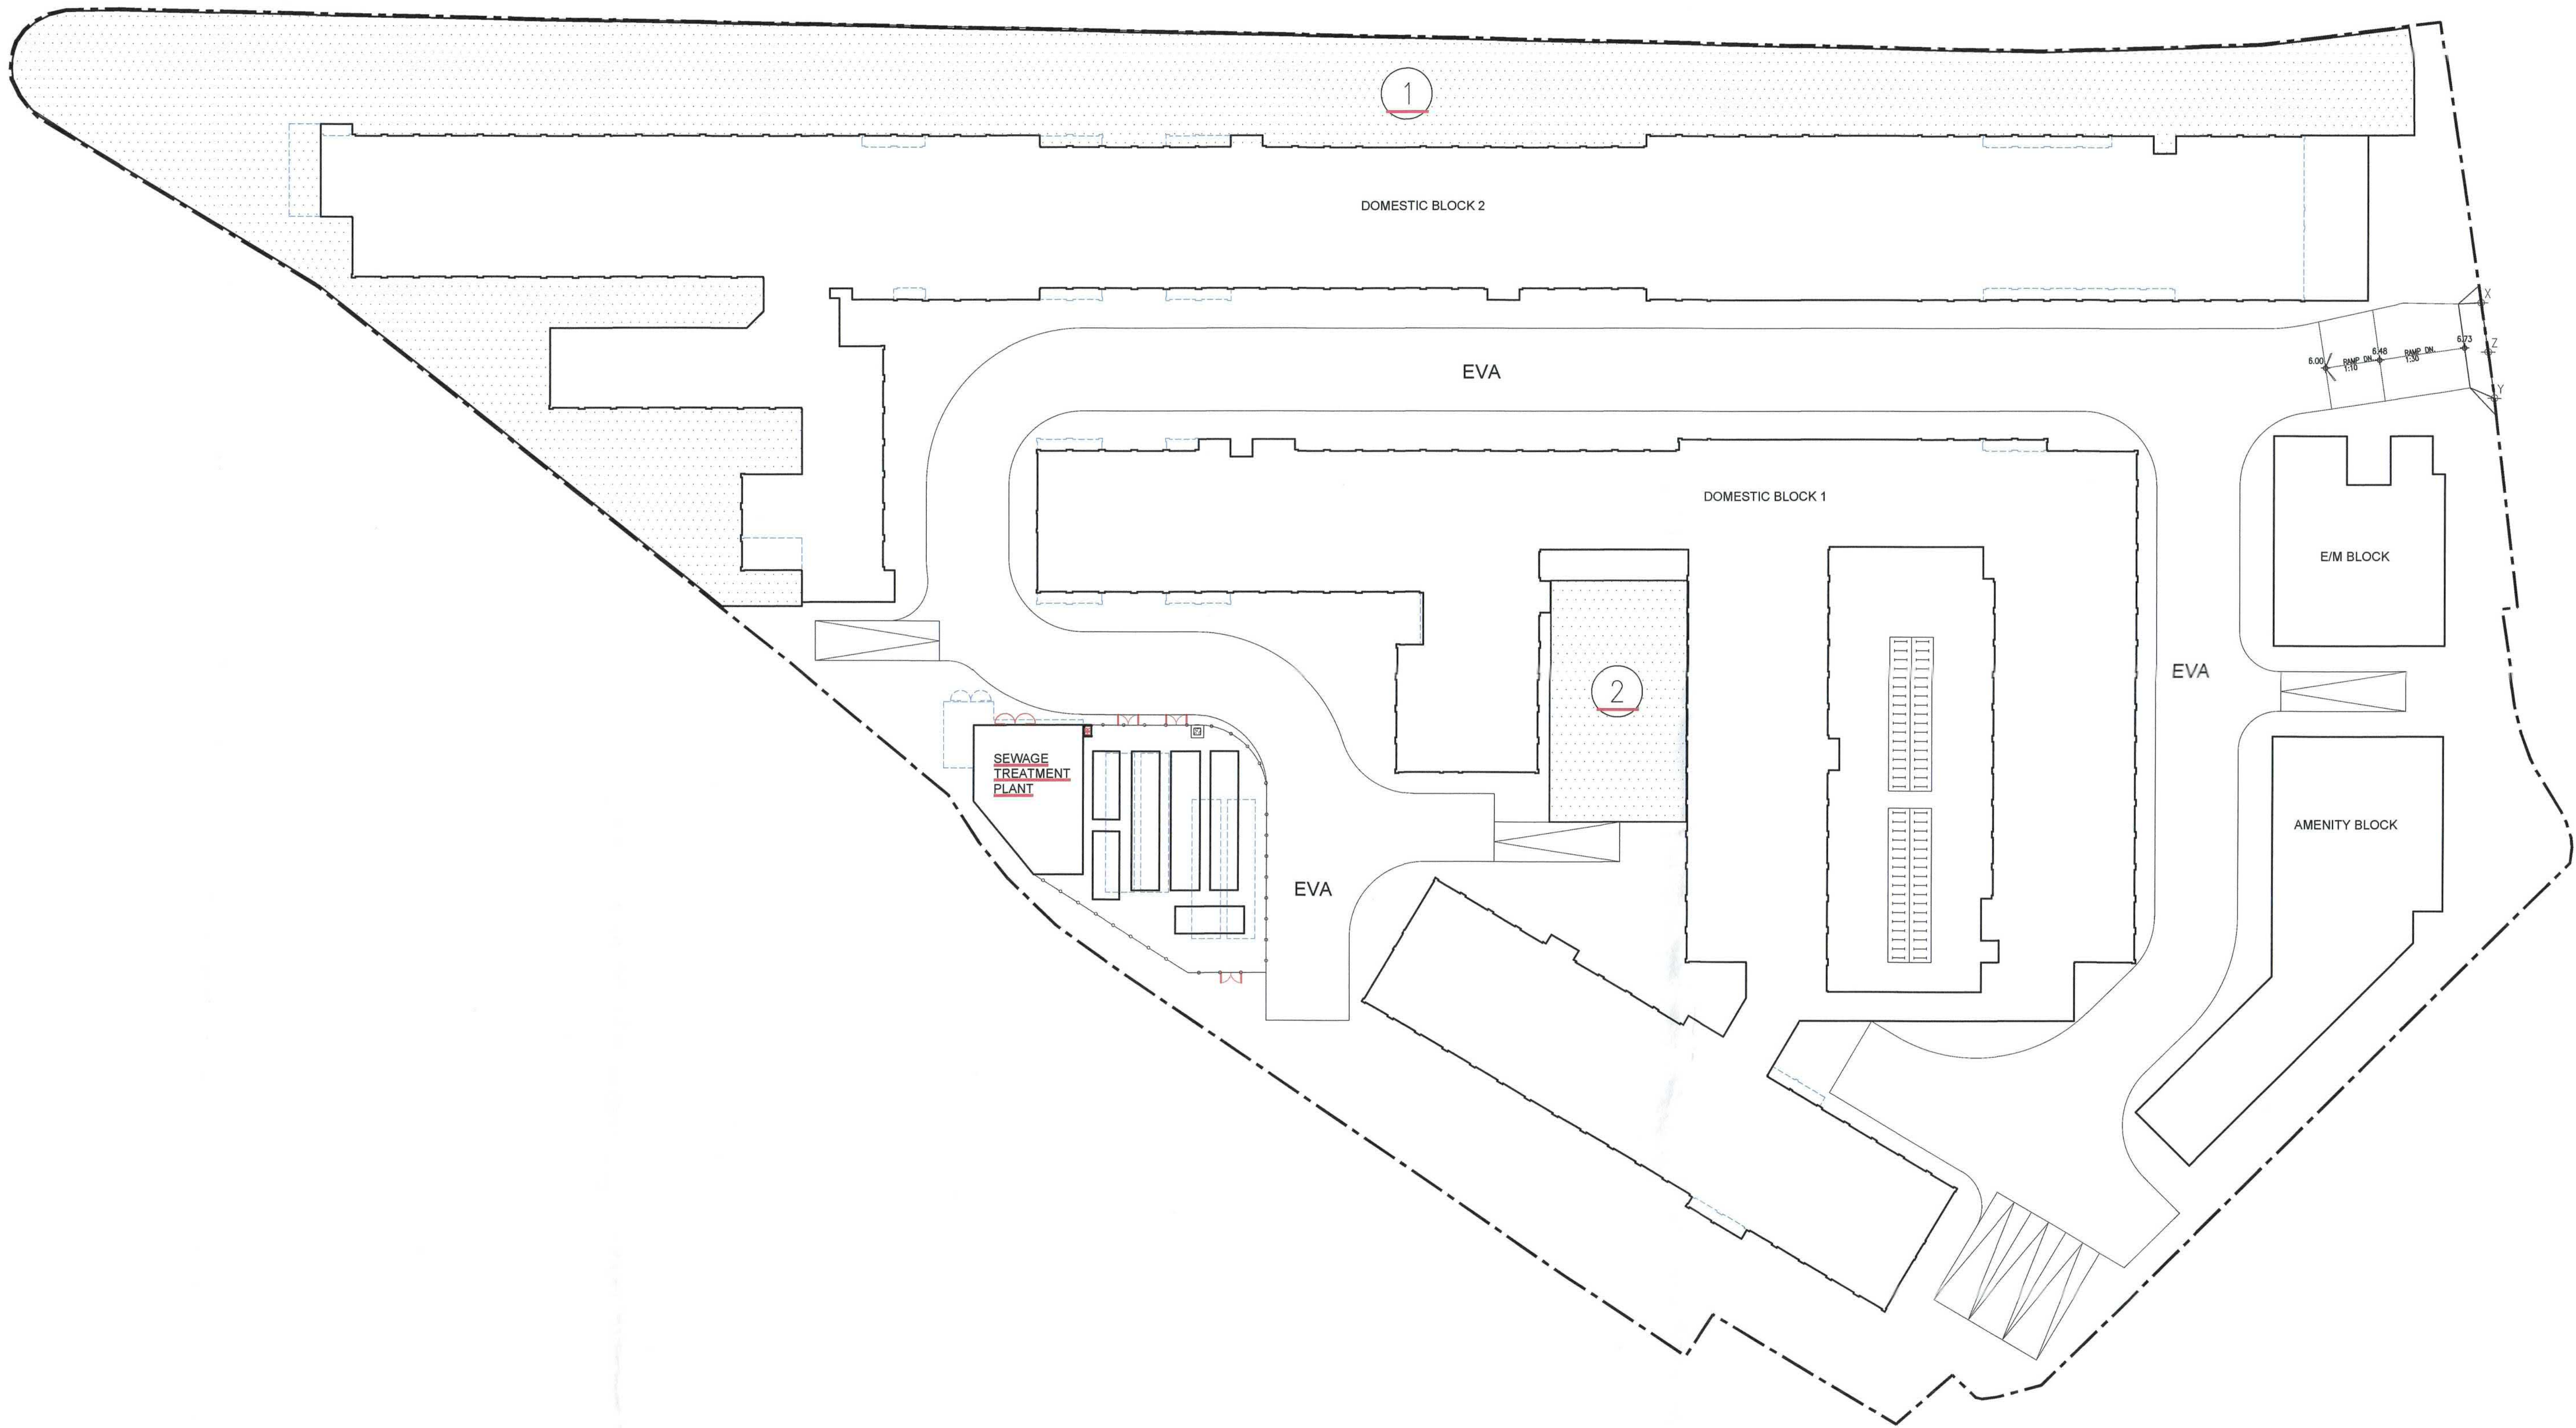 1
DOMESTIC BLOCK 2
X
EVA
6.00
RAMP DN.
1:10
6.48
RAMP DN.
1:30
6.73
Z
Y
DOMESTIC BLOCK 1
E/M BLOCK
2
EVA
SEWAGE
TREATMENT
PLANT
AMENITY BLOCK
EVA